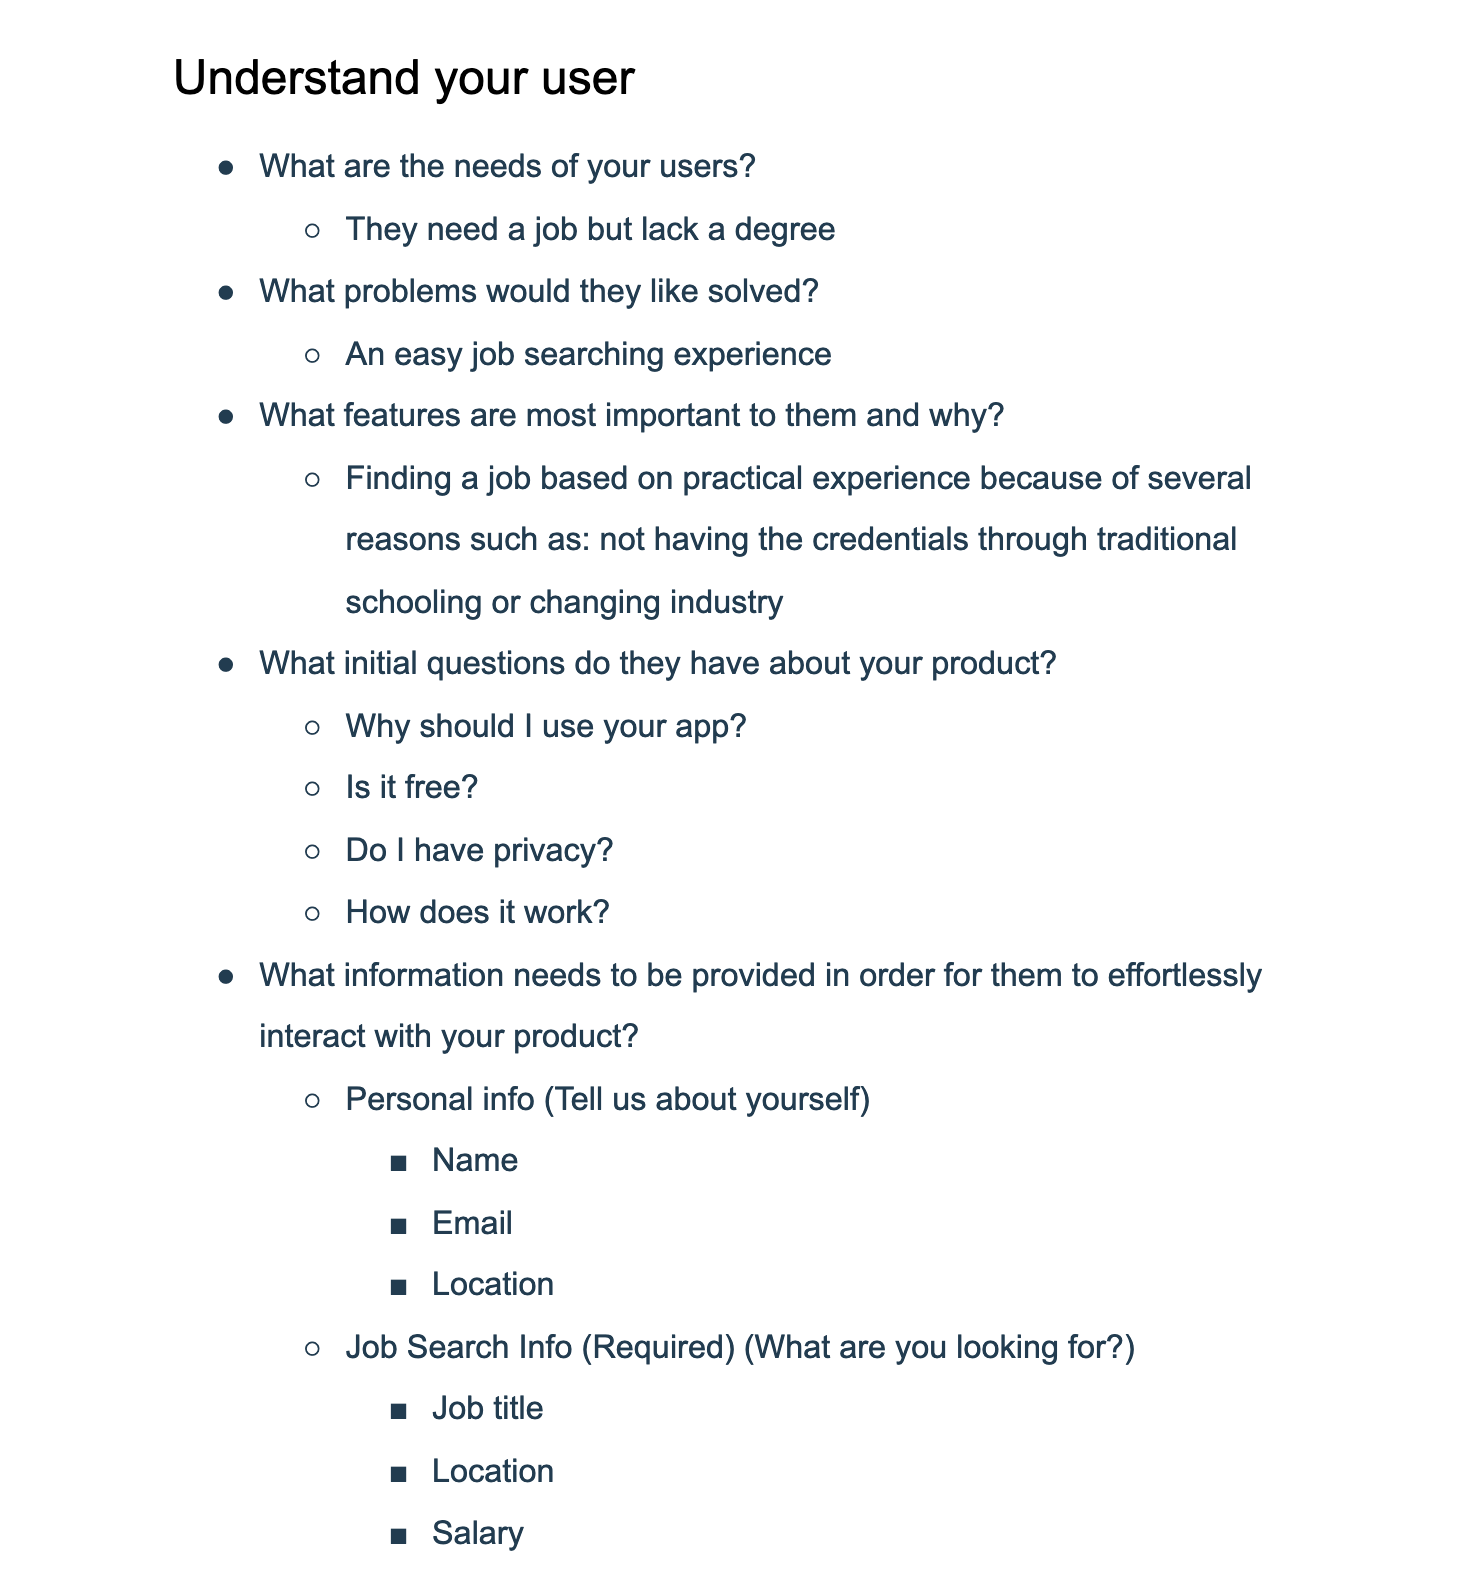 Understand your user
● What are the needs of your users?
○ They need a job but lack a degree
● What problems would they like solved?
○ An easy job searching experience
● What features are most important to them and why?
○ Finding a job based on practical experience because of several
reasons such as: not having the credentials through traditional
schooling or changing industry
● What initial questions do they have about your product?
○ Why should I use your app?
○ Is it free?
○ Do I have privacy?
○ How does it work?
● What information needs to be provided in order for them to effortlessly
interact with your product?
○ Personal info (Tell us about yourself)
■ Name
■ Email
■ Location
○ Job Search Info (Required) (What are you looking for?)
■ Job title
■ Location
■ Salary